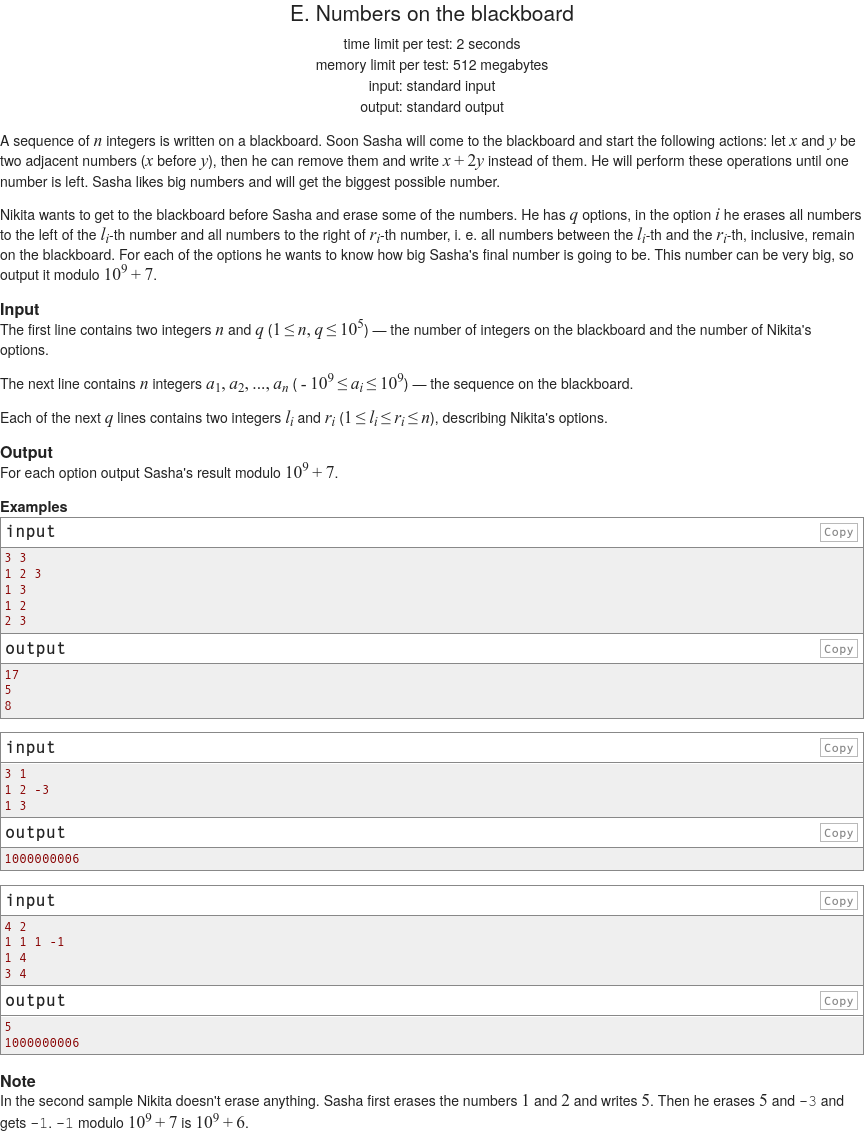 E. Numbers on the blackboard
time limit per test: 2 seconds
memory limit per test: 512 megabytes
input: standard input
output: standard output
A sequence of n integers is written on a blackboard. Soon Sasha will come to the blackboard and start the following actions: let x and y be
two adjacent numbers (x before y), then he can remove them and write x + 2y instead of them. He will perform these operations until one
number is left. Sasha likes big numbers and will get the biggest possible number.
Nikita wants to get to the blackboard before Sasha and erase some of the numbers. He has q options, in the option i he erases all numbers
to the left of the l_i-th number and all numbers to the right of r_i-th number, i. e. all numbers between the l_i-th and the r_i-th, inclusive, remain
on the blackboard. For each of the options he wants to know how big Sasha's final number is going to be. This number can be very big, so
output it modulo 10^9 + 7.
Input
The first line contains two integers n and q (1 ≤ n, q ≤ 10^5) — the number of integers on the blackboard and the number of Nikita's
options.
The next line contains n integers a_1, a_2, ..., a_n ( - 10^9 ≤ a_i ≤ 10^9) — the sequence on the blackboard.
Each of the next q lines contains two integers l_i and r_i (1 ≤ l_i ≤ r_i ≤ n), describing Nikita's options.
Output
For each option output Sasha's result modulo 10^9 + 7.
Examples
input Copy
3 3
1 2 3
1 3
1 2
2 3
output Copy
17
5
8
input Copy
3 1
1 2 -3
1 3
output Copy
1000000006
input Copy
4 2
1 1 1 -1
1 4
3 4
output Copy
5
1000000006
Note
In the second sample Nikita doesn't erase anything. Sasha first erases the numbers 1 and 2 and writes 5. Then he erases 5 and -3 and
gets -1. -1 modulo 10^9 + 7 is 10^9 + 6.